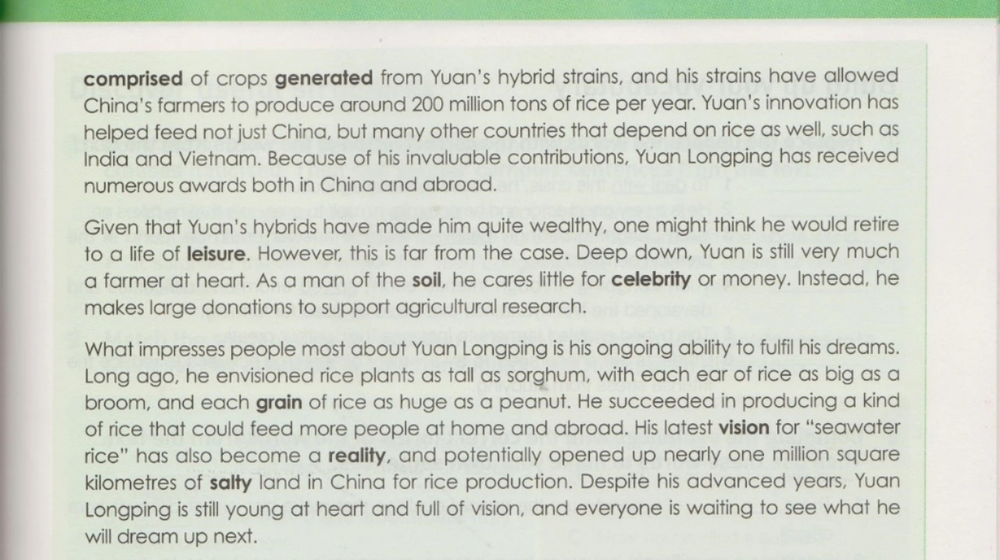 comprised of crops generated from Yuan's hybrid strains, and his strains have allowed
China's farmers to produce around 200 million tons of rice per year. Yuan's innovation has
helped feed not just China, but many other countries that depend on rice as well, such as
India and Vietnam. Because of his invaluable contributions, Yuan Longping has received
numerous awards both in China and abroad.
Given that Yuan's hybrids have made him quite wealthy, one might think he would retire
to a life of leisure. However, this is far from the case. Deep down, Yuan is still very much
a farmer at heart. As a man of the soil, he cares little for celebrity or money. Instead, he
makes large donations to support agricultural research.
What impresses people most about Yuan Longping is his ongoing ability to fulfil his dreams.
Long ago, he envisioned rice plants as tall as sorghum, with each ear of rice as big as a
broom, and each grain of rice as huge as a peanut. He succeeded in producing a kind
of rice that could feed more people at home and abroad. His latest vision for "seawater
rice" has also become a reality, and potentially opened up nearly one million square
kilometres of salty land in China for rice production. Despite his advanced years, Yuan
Longping is still young at heart and full of vision, and everyone is waiting to see what he
will dream up next.